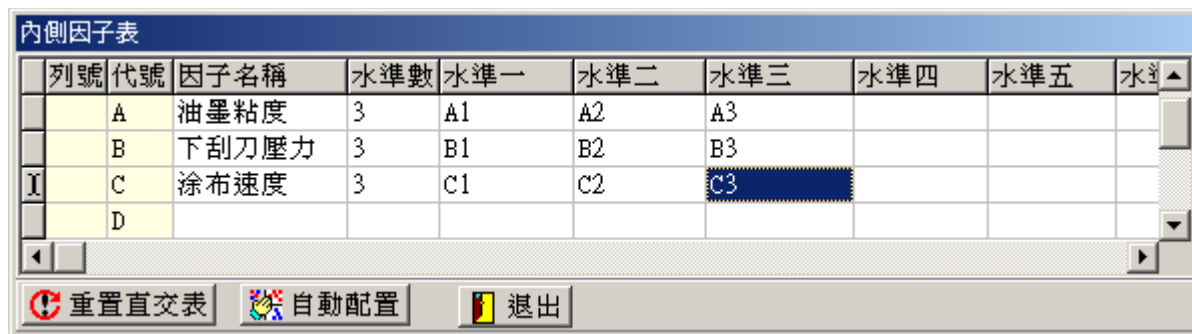 內側因子表
列號 代號 因子名稱 水準數 水準一 水準二 水準三 水準四 水準五
A 油墨粘度 3 A1 A2 A3
B 下刮刀壓力 3 B1 B2 B3
C 涂布速度 3 C1 C2 C3
D
重置直交表 自動配置 退出